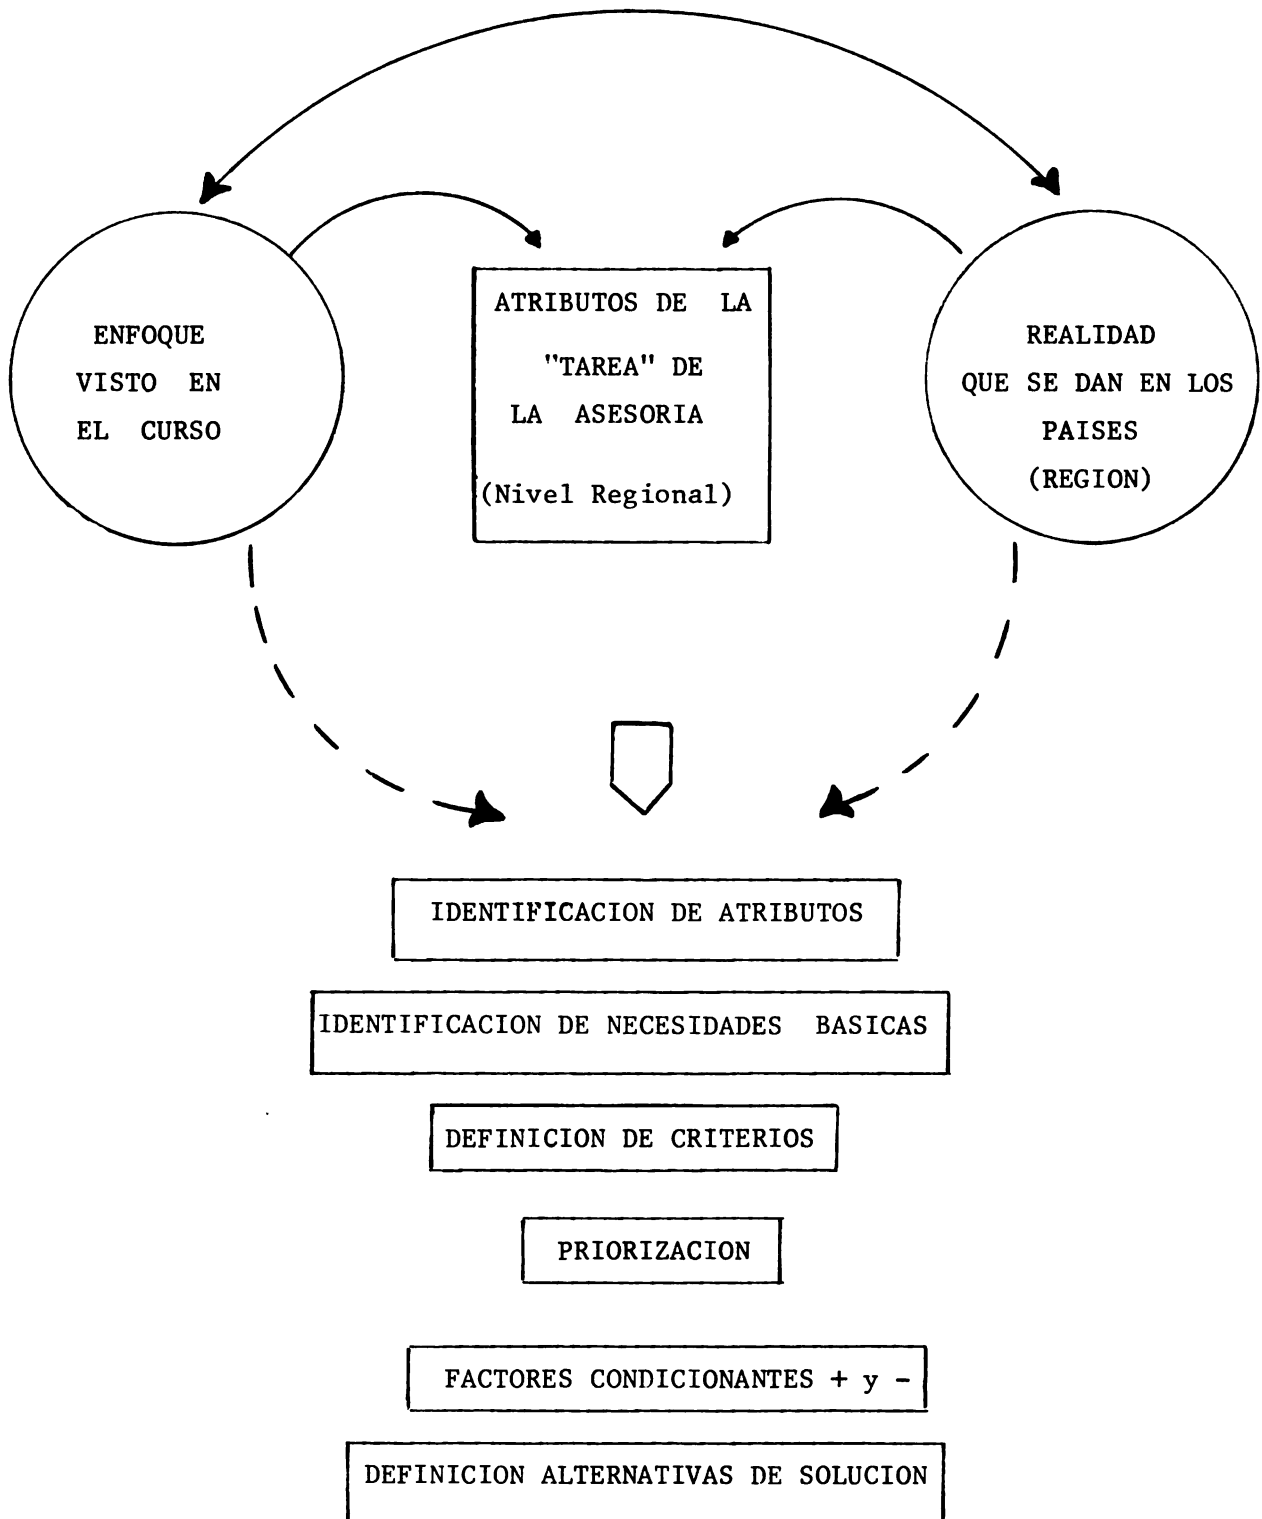 ENFOQUE
VISTO EN
EL CURSO
ATRIBUTOS DE LA
"TAREA" DE
LA ASESORIA
(Nivel Regional)
REALIDAD
QUE SE DAN EN LOS
PAISES
(REGION)
IDENTIFICACION DE ATRIBUTOS
IDENTIFICACION DE NECESIDADES BASICAS
DEFINICION DE CRITERIOS
PRIORIZACION
FACTORES CONDICIONANTES + y -
DEFINICION ALTERNATIVAS DE SOLUCION